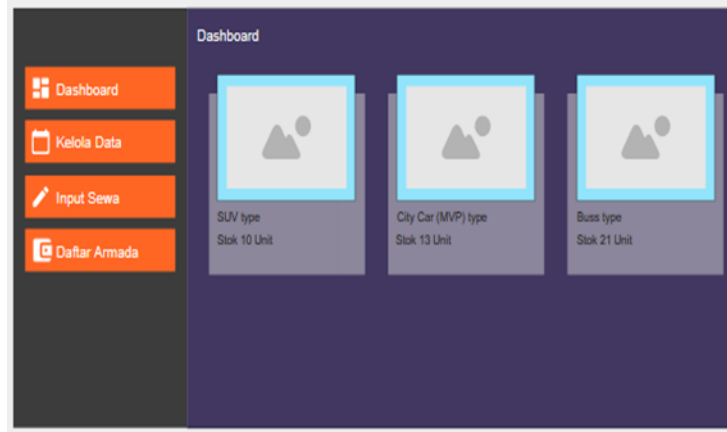 Dashboard
Dashboard
Kelola Data
Input Sewa
Daftar Armada
SUV type
Stok 10 Unit
City Car (MVP) type
Stok 13 Unit
Buss type
Stok 21 Unit